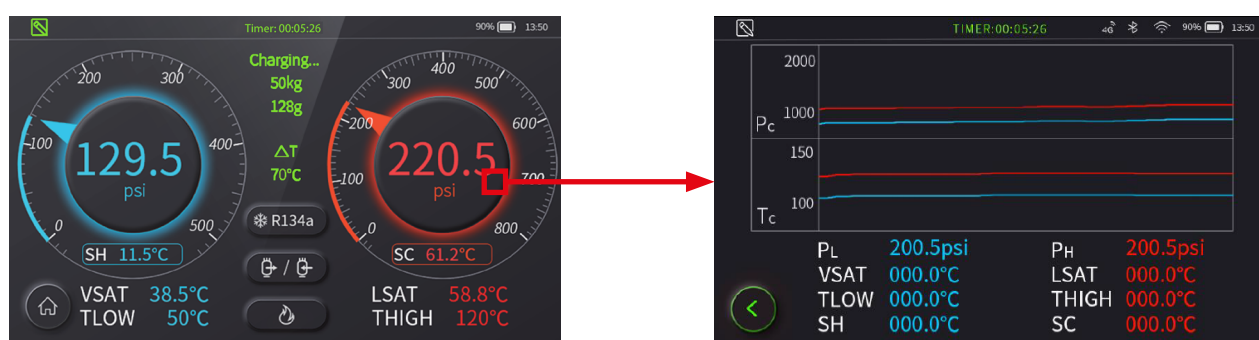 Timer: 00:05:26
90% 13:50
Charging...
50kg
128g
ΔT
70°C
0
100
200
300
400
500
129.5
psi
SH 11.5°C
VSAT 38.5°C
TLOW 50°C
R134a
/
0
100
200
300
400
500
600
700
800
220.5
psi
SC 61.2°C
LSAT 58.8°C
THIGH 120°C
TIMER:00:05:26
4G 90% 13:50
2000
1000
Pc
150
100
Tc
PL 200.5psi PH 200.5psi
VSAT 000.0°C LSAT 000.0°C
TLOW 000.0°C THIGH 000.0°C
SH 000.0°C SC 000.0°C